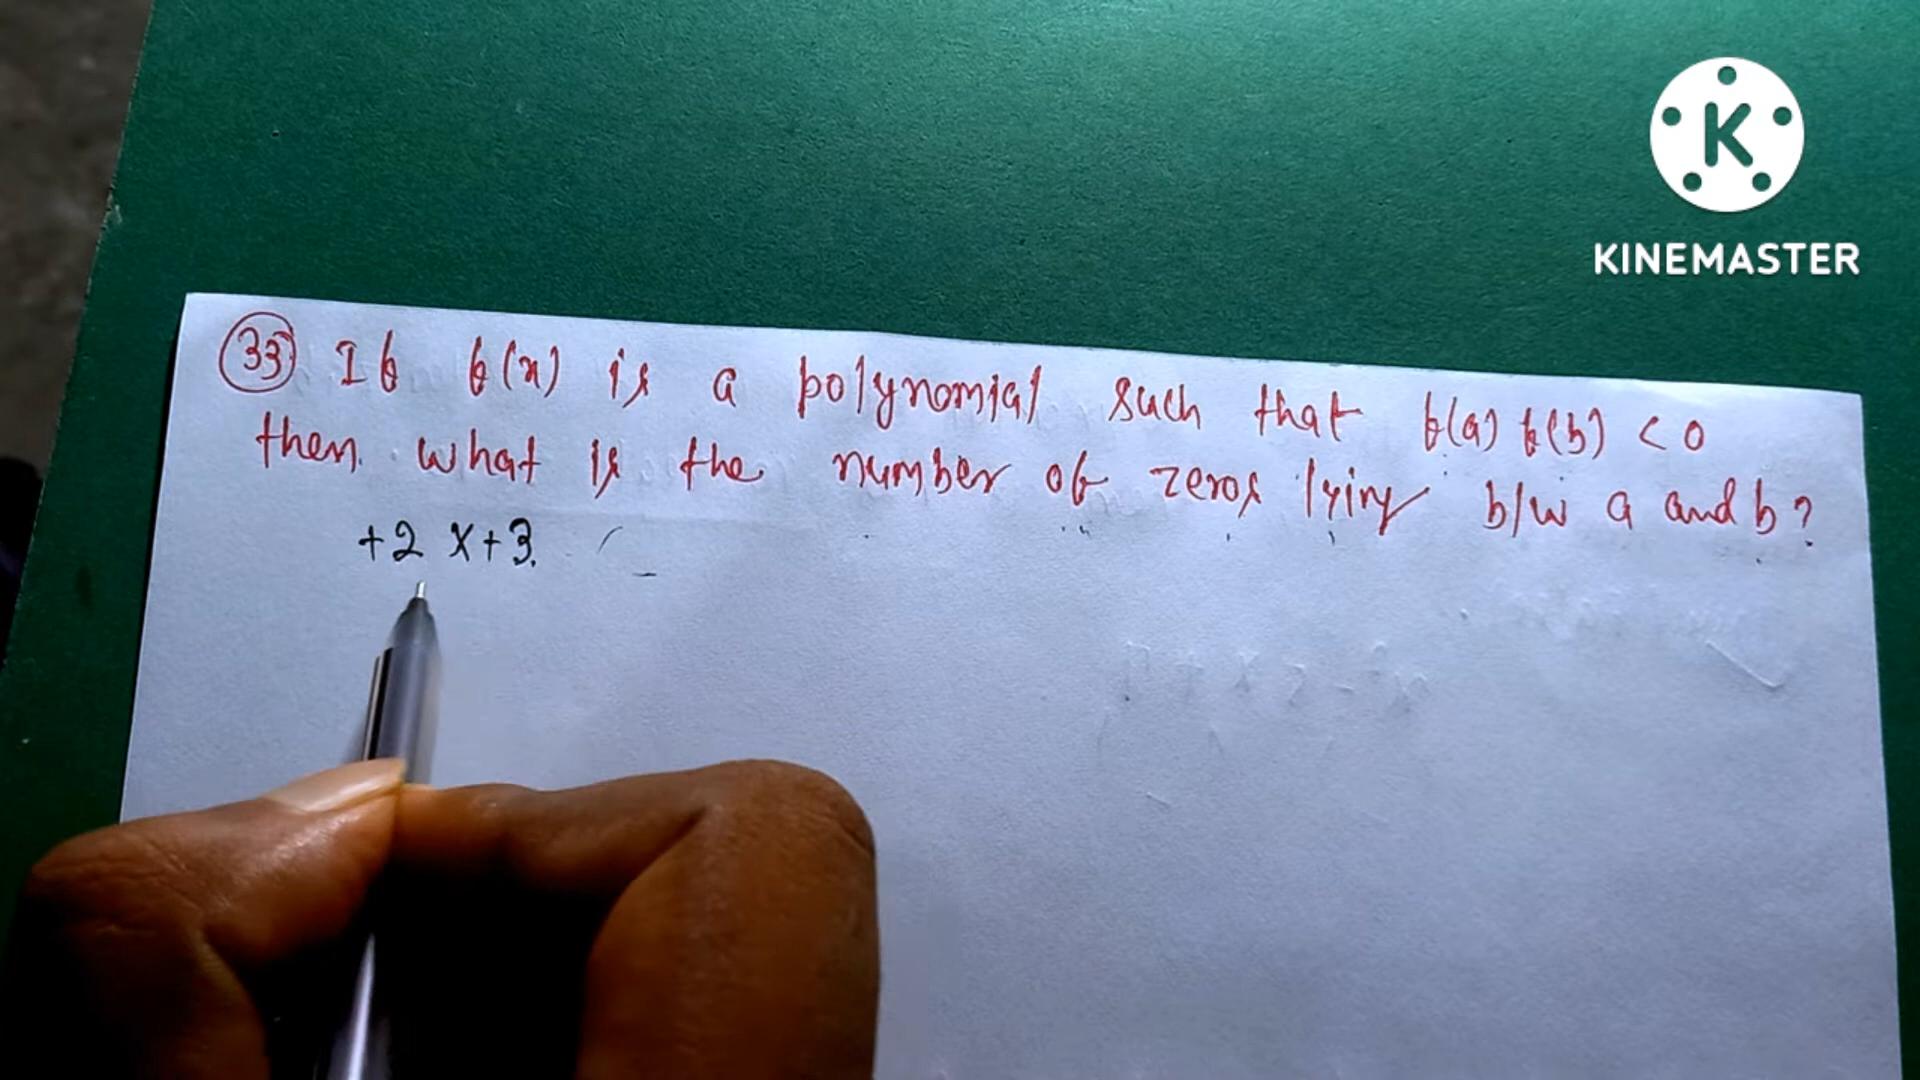 K
KINEMASTER
33 If f(x) is a polynomial such that f(a) f(b) < 0
then what is the number of zeros lying b/w a and b?
+2 x+3